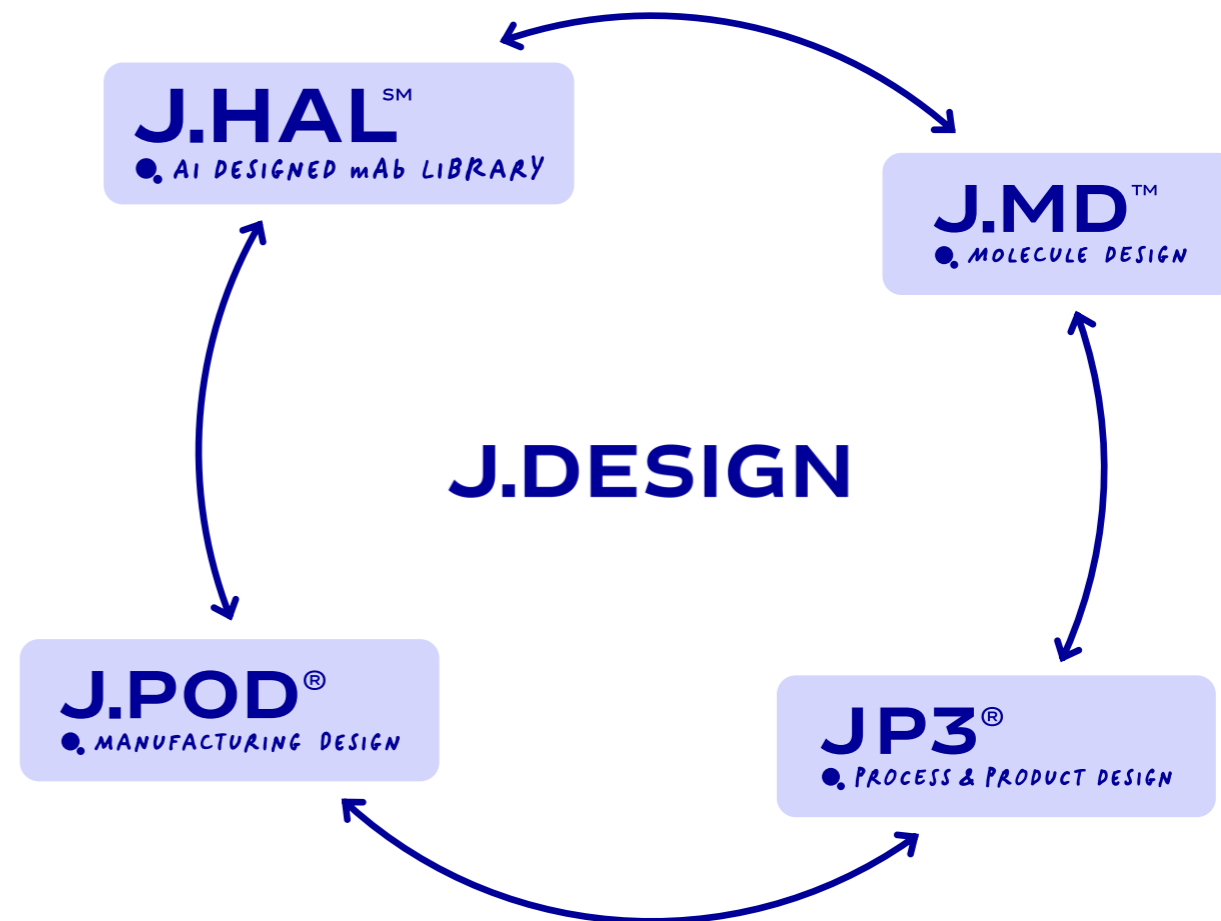 J.HAL℠
AI DESIGNED mAb LIBRARY
J.MD™
MOLECULE DESIGN
J.DESIGN
J.POD®
MANUFACTURING DESIGN
JP3®
PROCESS & PRODUCT DESIGN